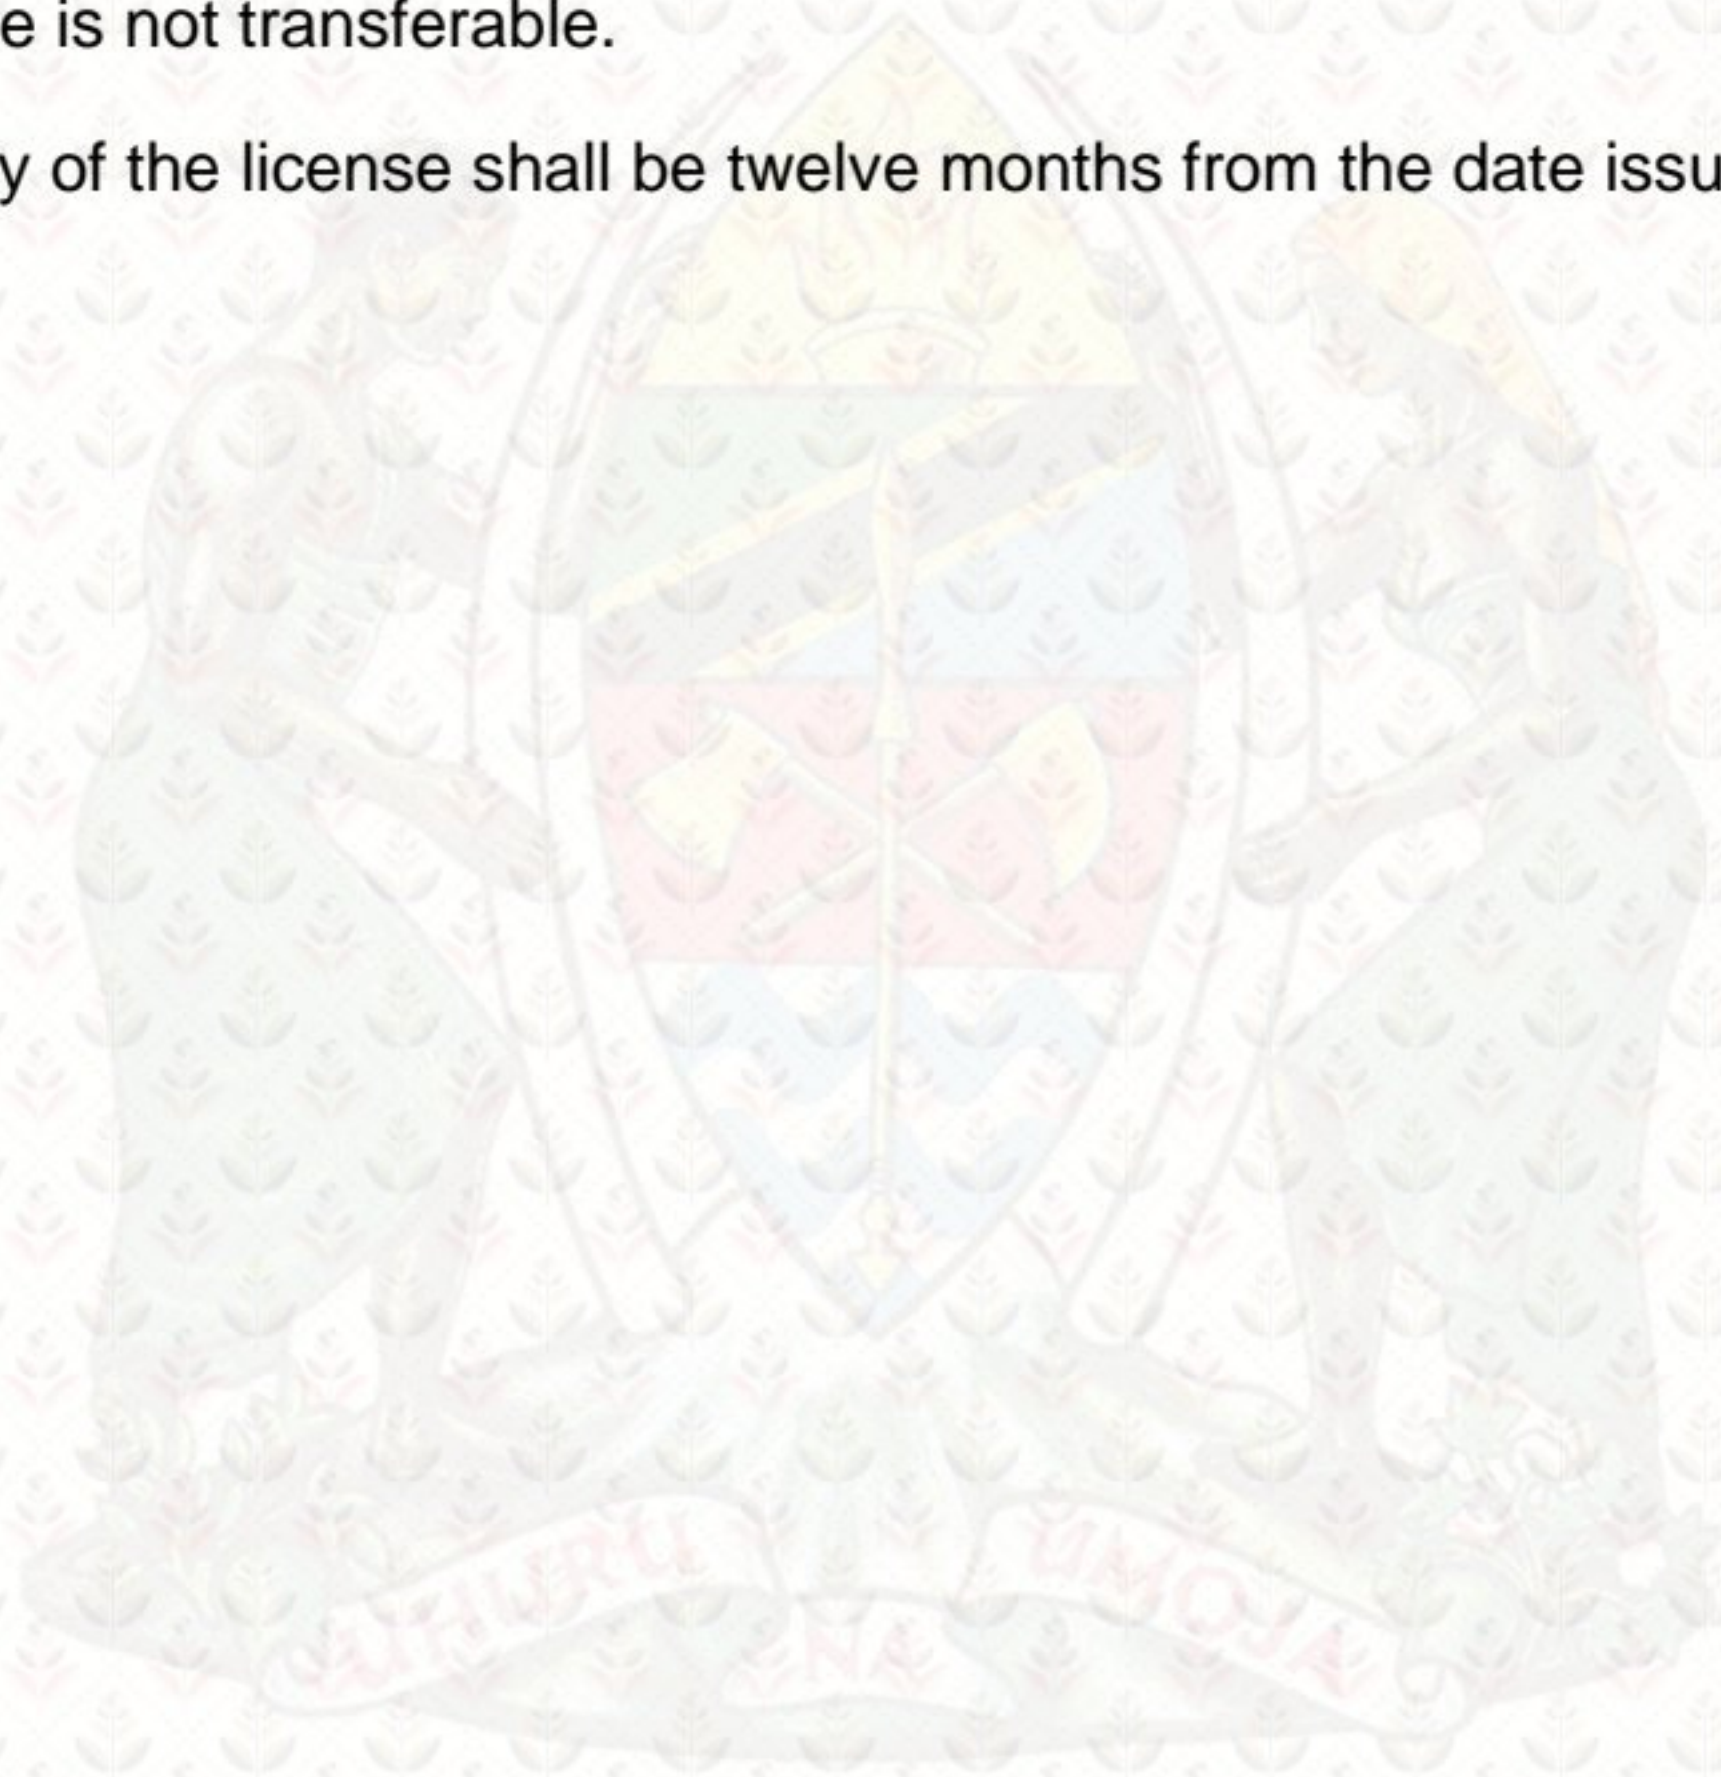 e is not transferable.
y of the license shall be twelve months from the date issu
UHURU NA UMOJA